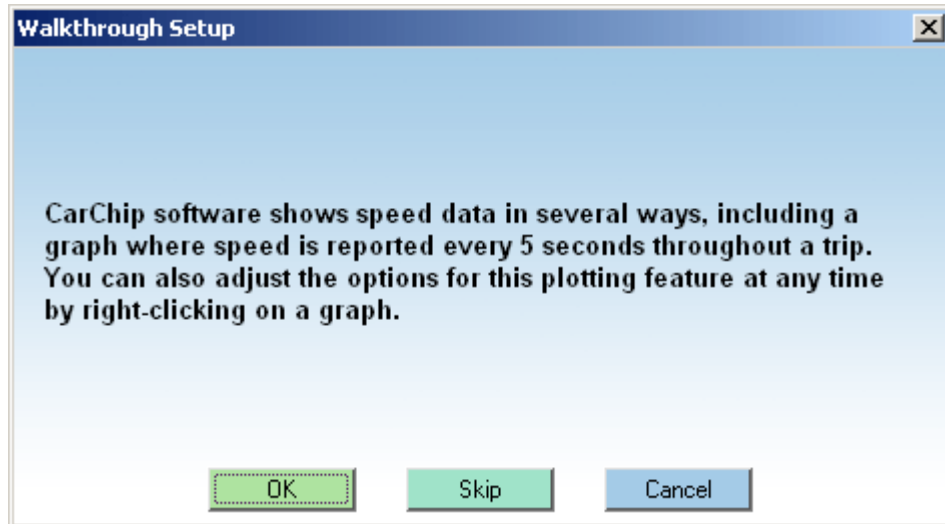 Walkthrough Setup
CarChip software shows speed data in several ways, including a
graph where speed is reported every 5 seconds throughout a trip.
You can also adjust the options for this plotting feature at any time
by right-clicking on a graph.
OK Skip Cancel